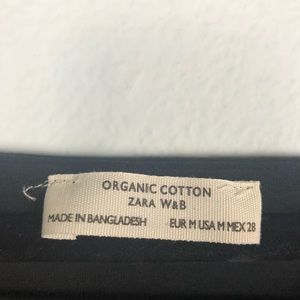 ORGANIC COTTON
ZARA W&B
MADE IN BANGLADESH EUR M USA M MEX 28